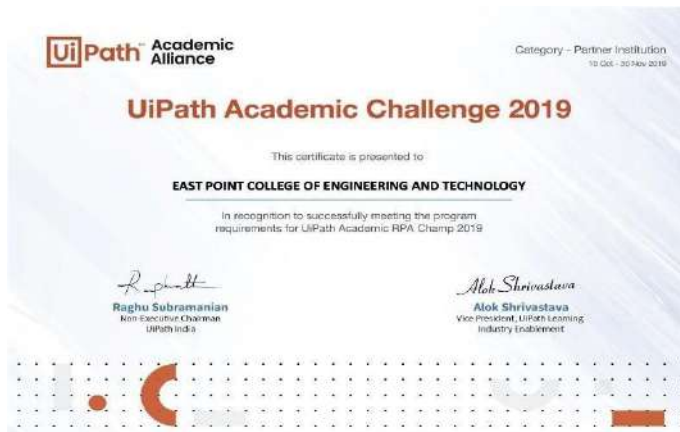 UiPath™ Academic Alliance
Category – Partner Institution
10 Oct - 30 Nov 2019
UiPath Academic Challenge 2019
This certificate is presented to
EAST POINT COLLEGE OF ENGINEERING AND TECHNOLOGY
In recognition to successfully meeting the program
requirements for UiPath Academic RPA Champ 2019
Alok Shrivastava
Raghu Subramanian
Non-Executive Chairman
UiPath India
Alok Shrivastava
Vice President, UiPath Learning
Industry Enablement